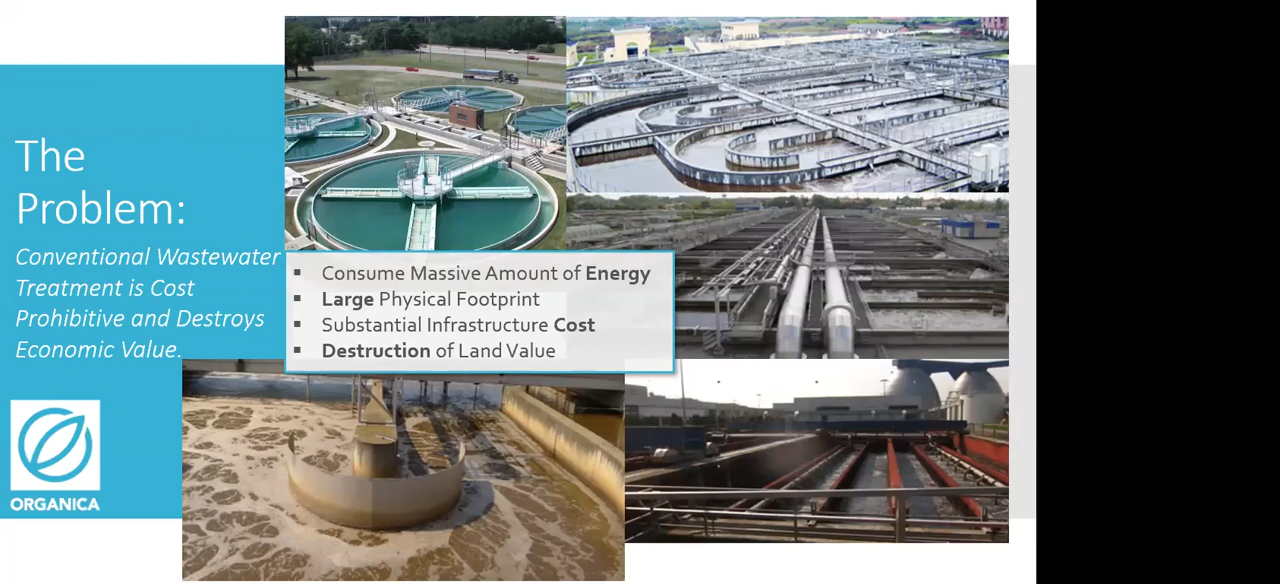 The
Problem:
Conventional Wastewater
Treatment is Cost
Prohibitive and Destroys
Economic Value.
▪ Consume Massive Amount of Energy
▪ Large Physical Footprint
▪ Substantial Infrastructure Cost
▪ Destruction of Land Value
ORGANICA